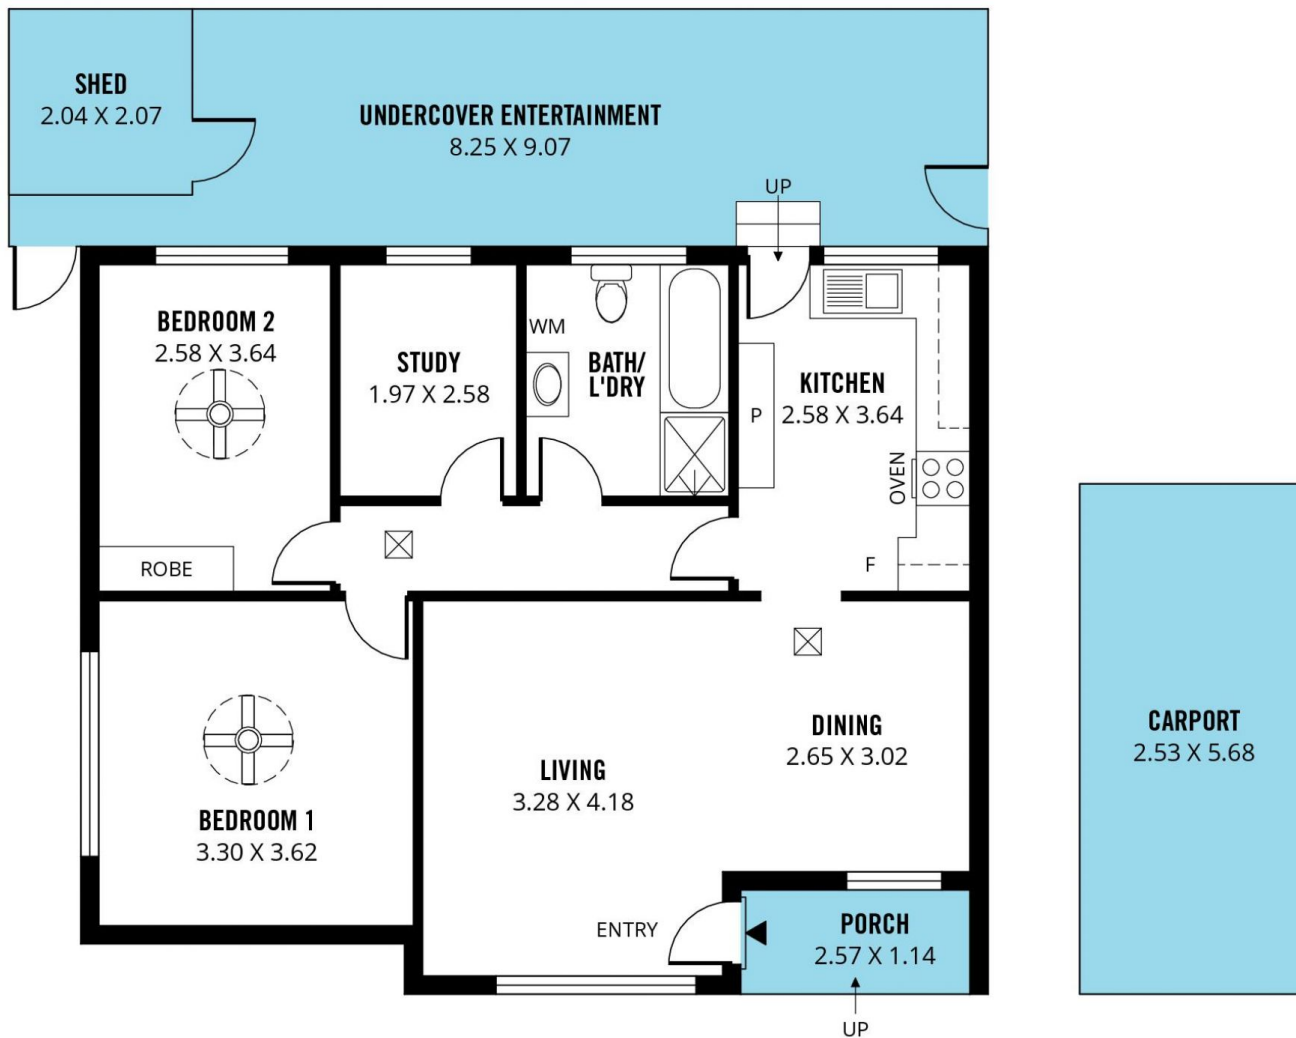 SHED
2.04 X 2.07
UNDERCOVER ENTERTAINMENT
8.25 X 9.07
UP
BEDROOM 2
2.58 X 3.64
STUDY
1.97 X 2.58
WM
BATH/
L'DRY
KITCHEN
2.58 X 3.64
P
OVEN
F
ROBE
BEDROOM 1
3.30 X 3.62
LIVING
3.28 X 4.18
DINING
2.65 X 3.02
CARPORT
2.53 X 5.68
ENTRY
PORCH
2.57 X 1.14
UP